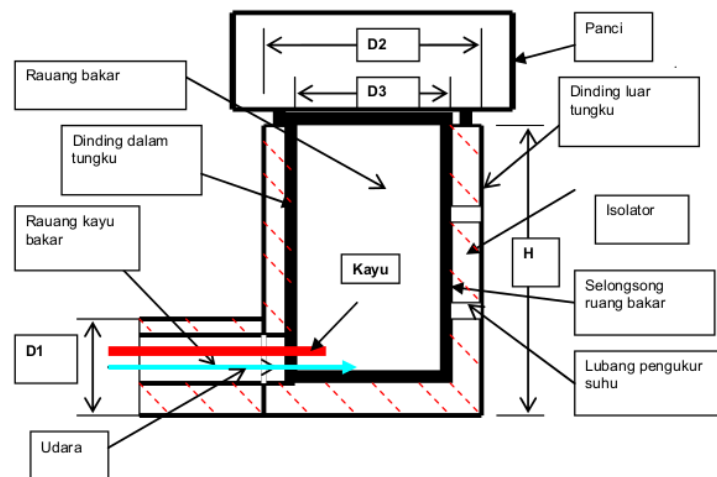 D2
Panci
Rauang bakar
D3
Dinding luar
tungku
Dinding dalam
tungku
Isolator
Rauang kayu
bakar
H
Kayu
Selongsong
ruang bakar
D1
Lubang pengukur
suhu
Udara